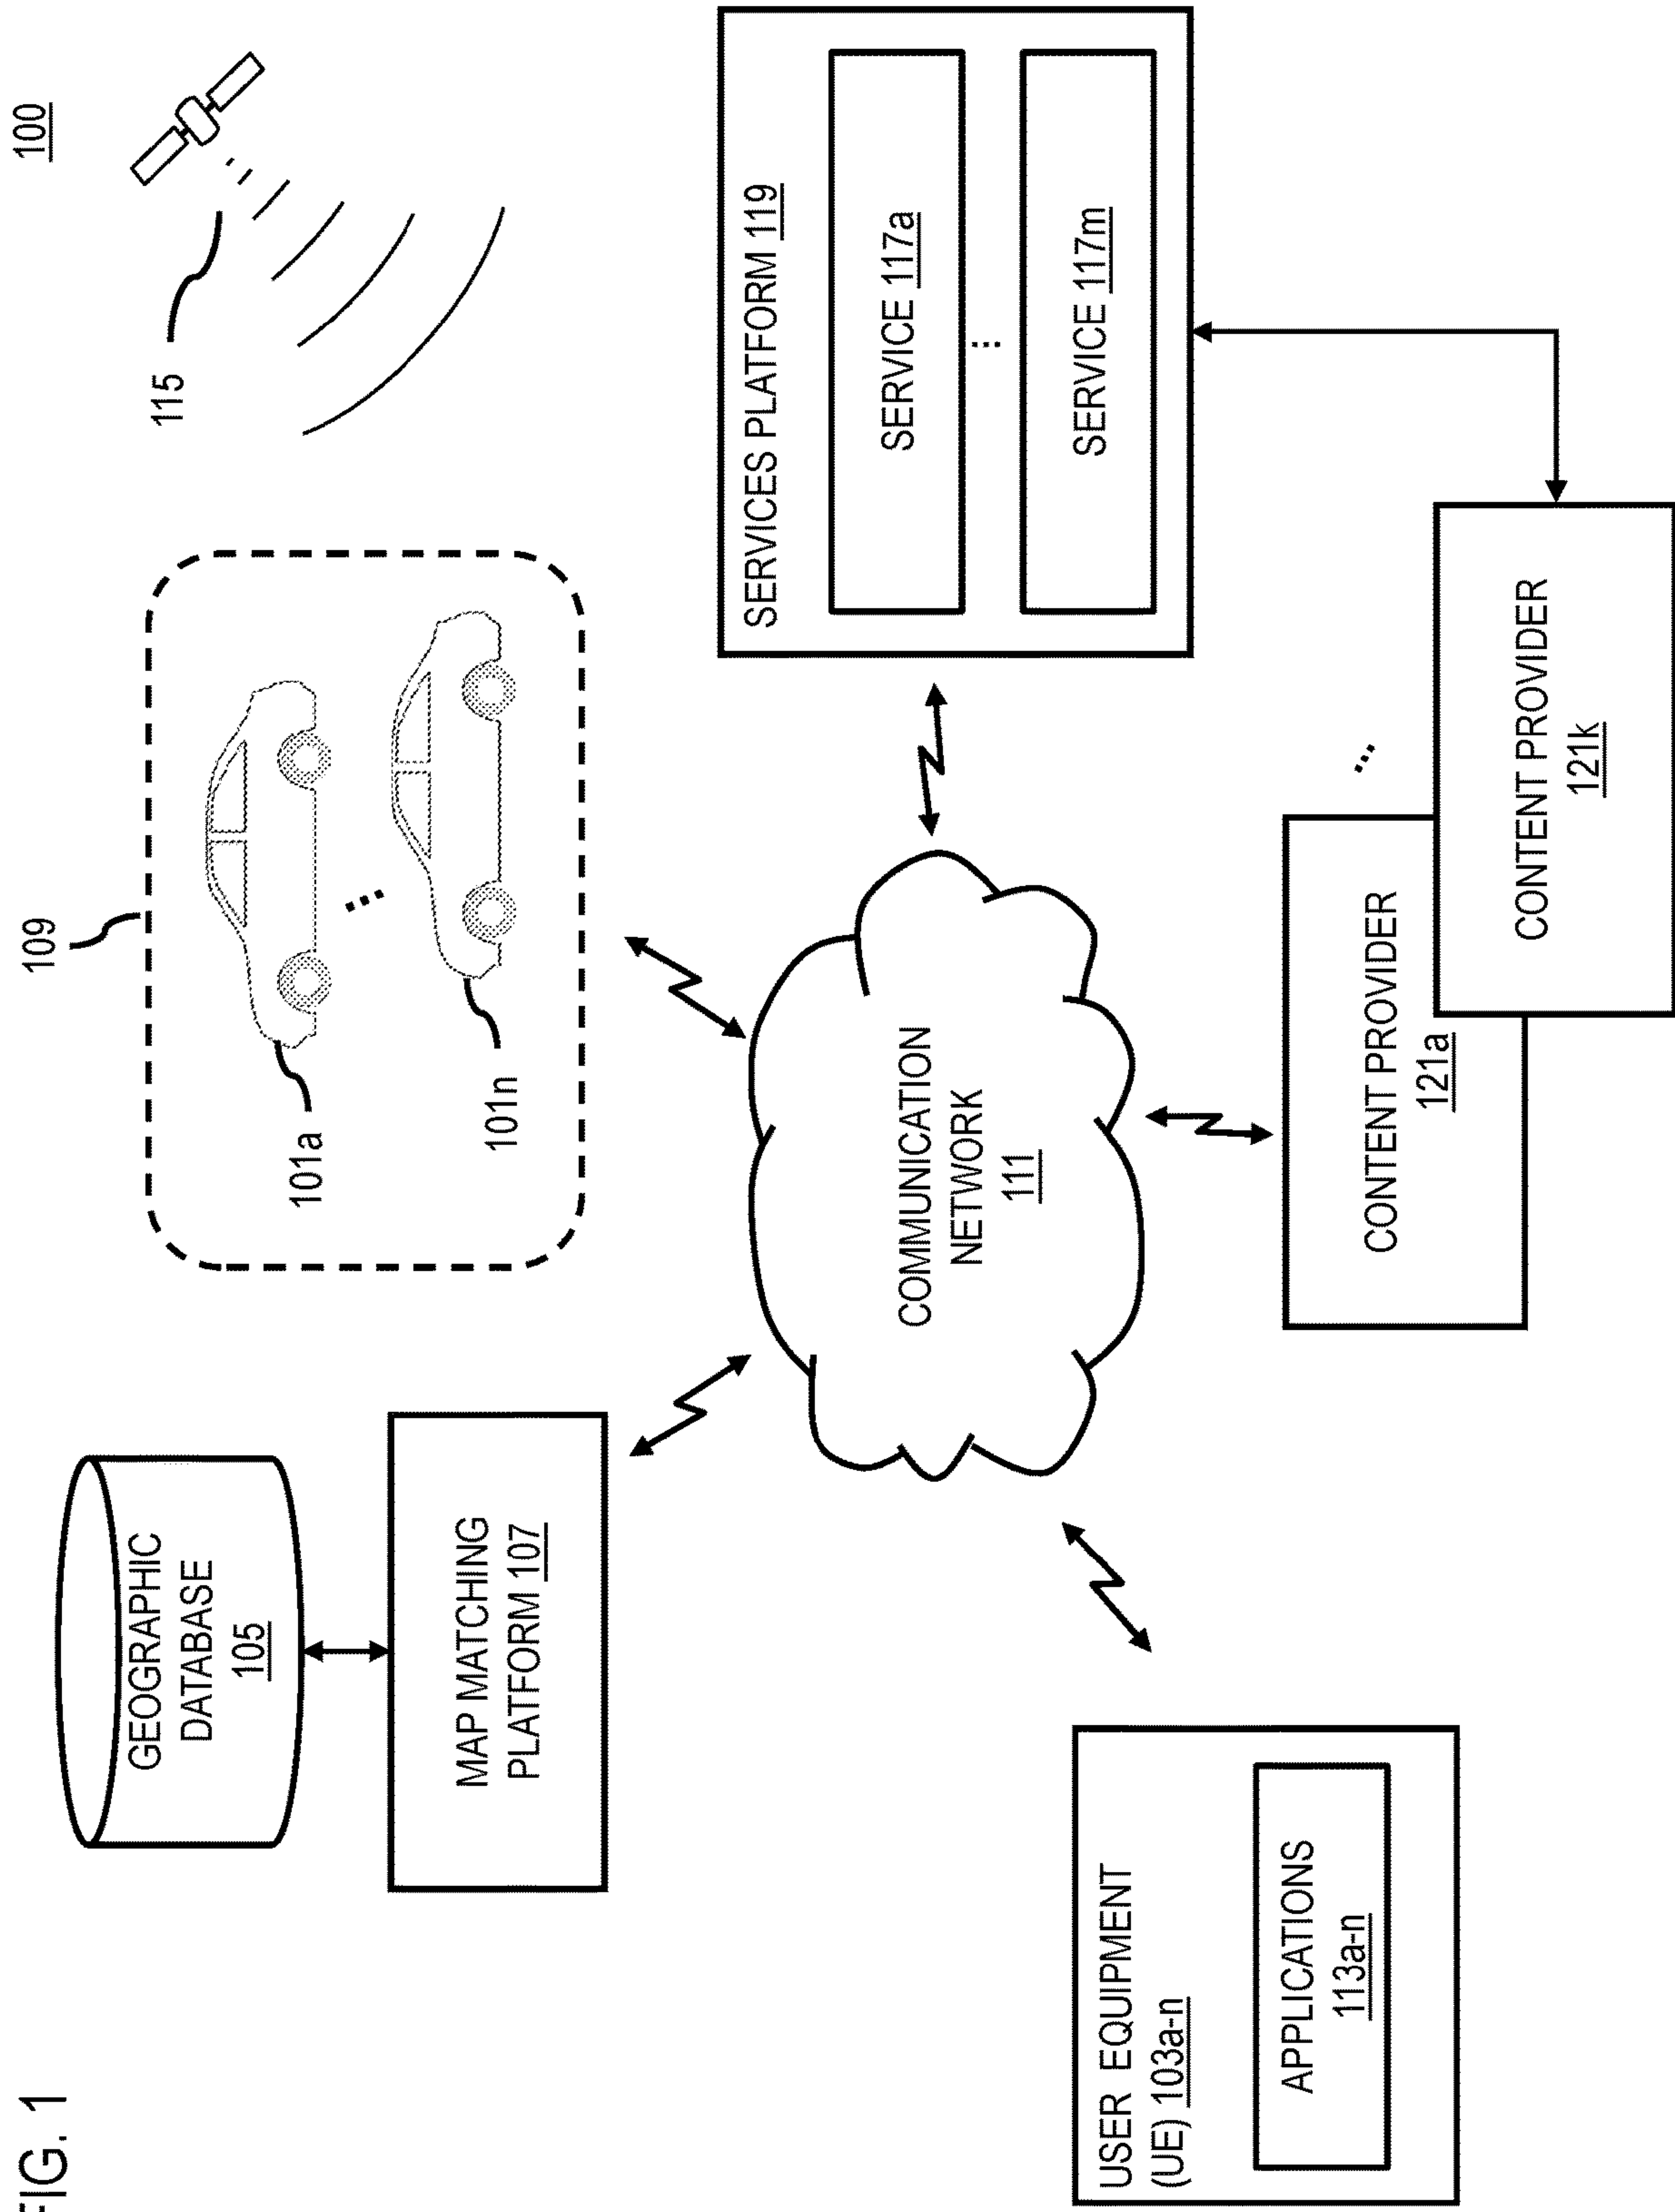 FIG. 1
100
109
115
GEOGRAPHIC
DATABASE
105
101a
101n
MAP MATCHING
PLATFORM 107
SERVICES PLATFORM 119
SERVICE 117a
...
SERVICE 117m
COMMUNICATION
NETWORK
111
USER EQUIPMENT
(UE) 103a-n
APPLICATIONS
113a-n
CONTENT PROVIDER
121a
...
CONTENT PROVIDER
121k